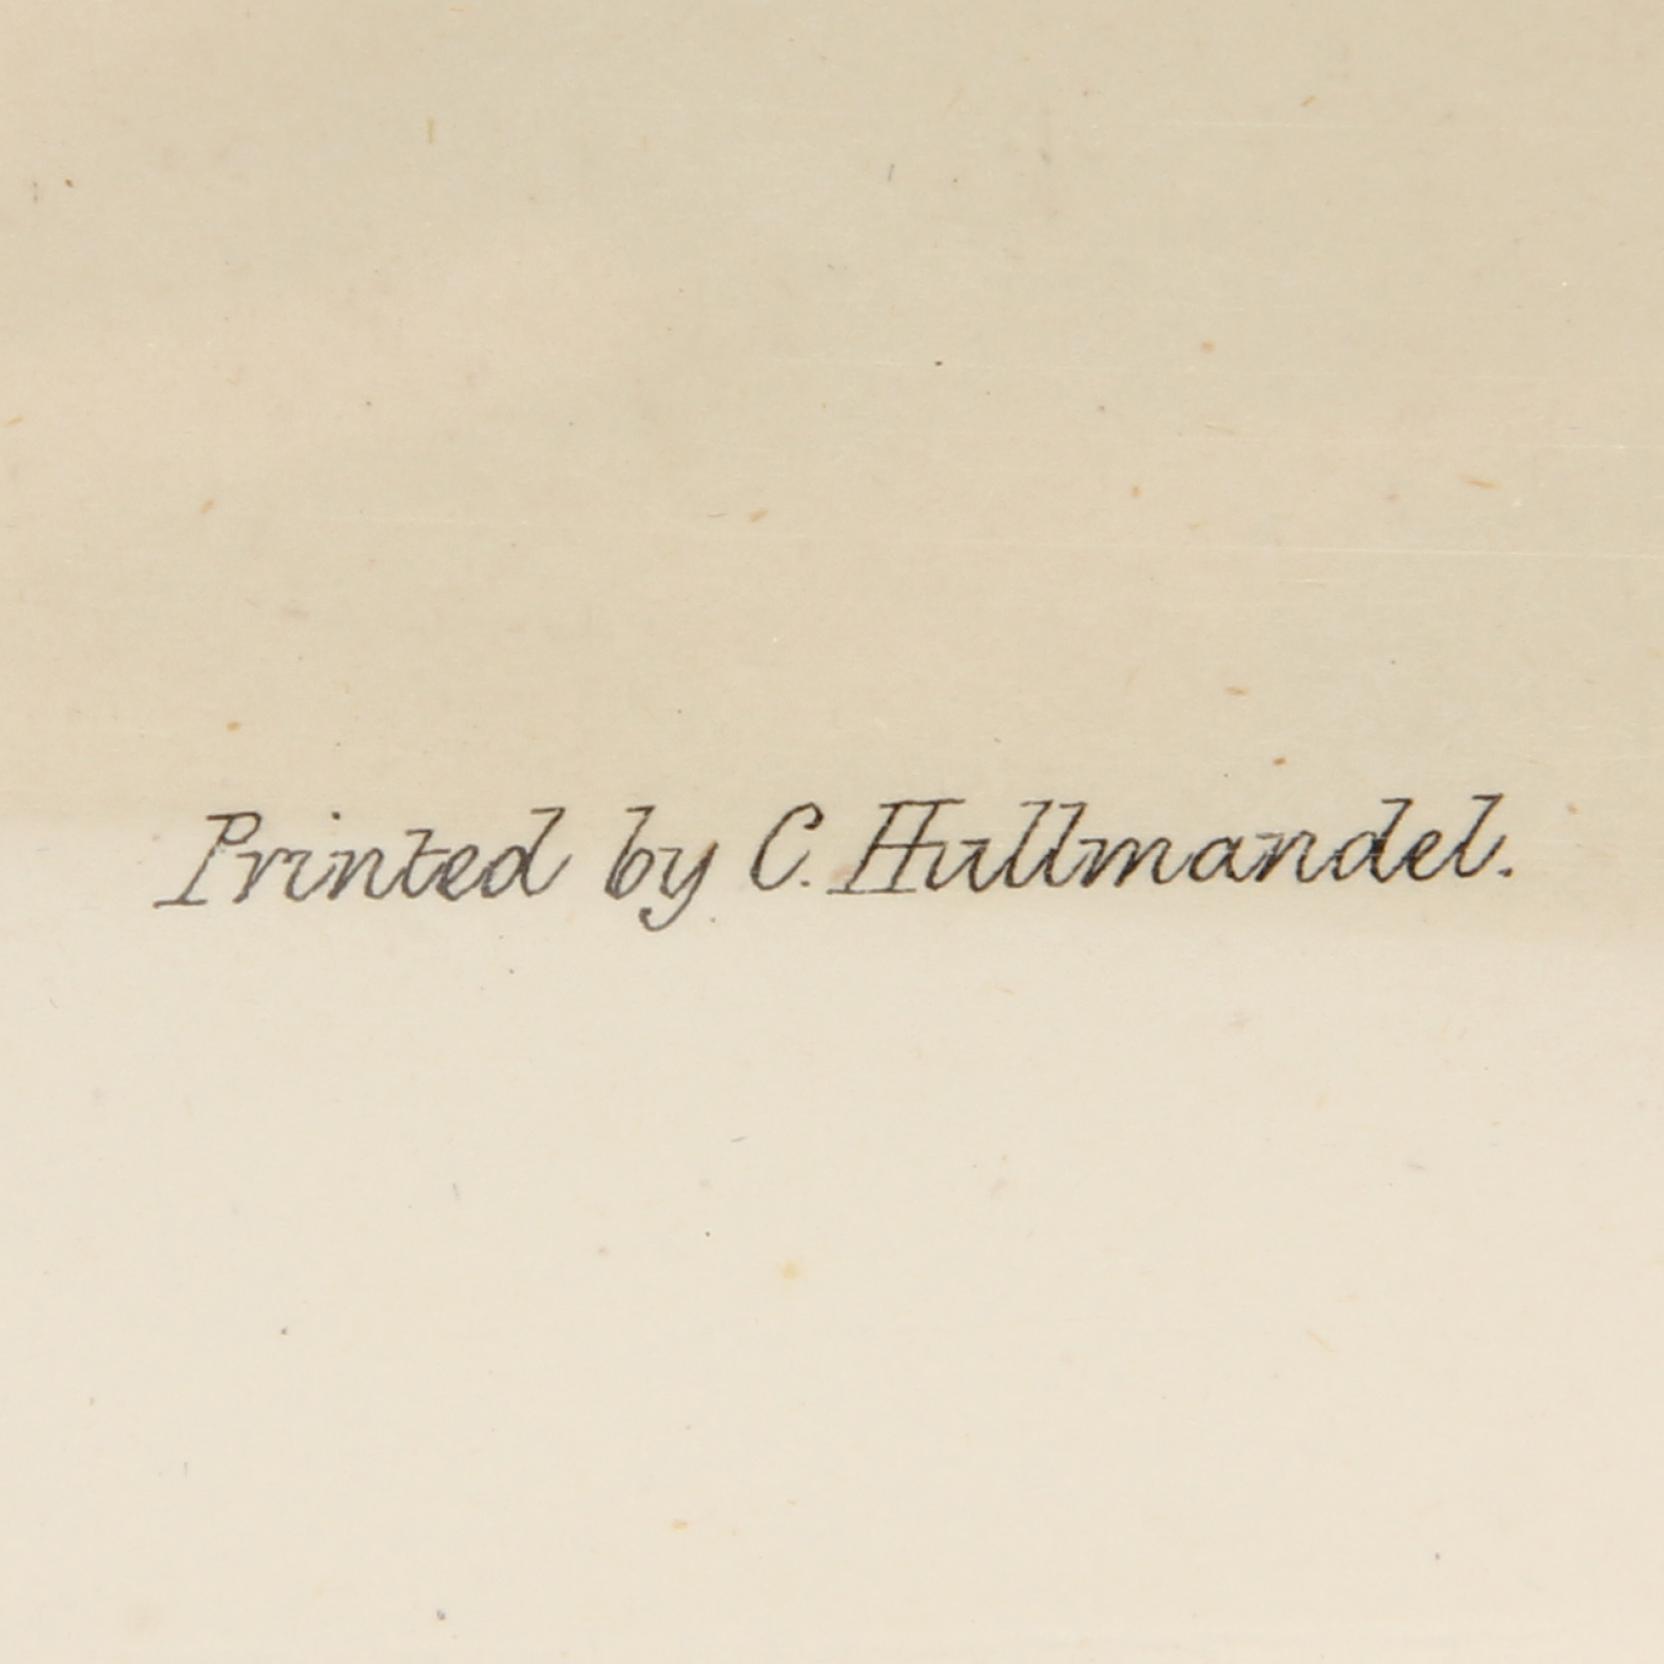 Printed by C. Hullmandel.